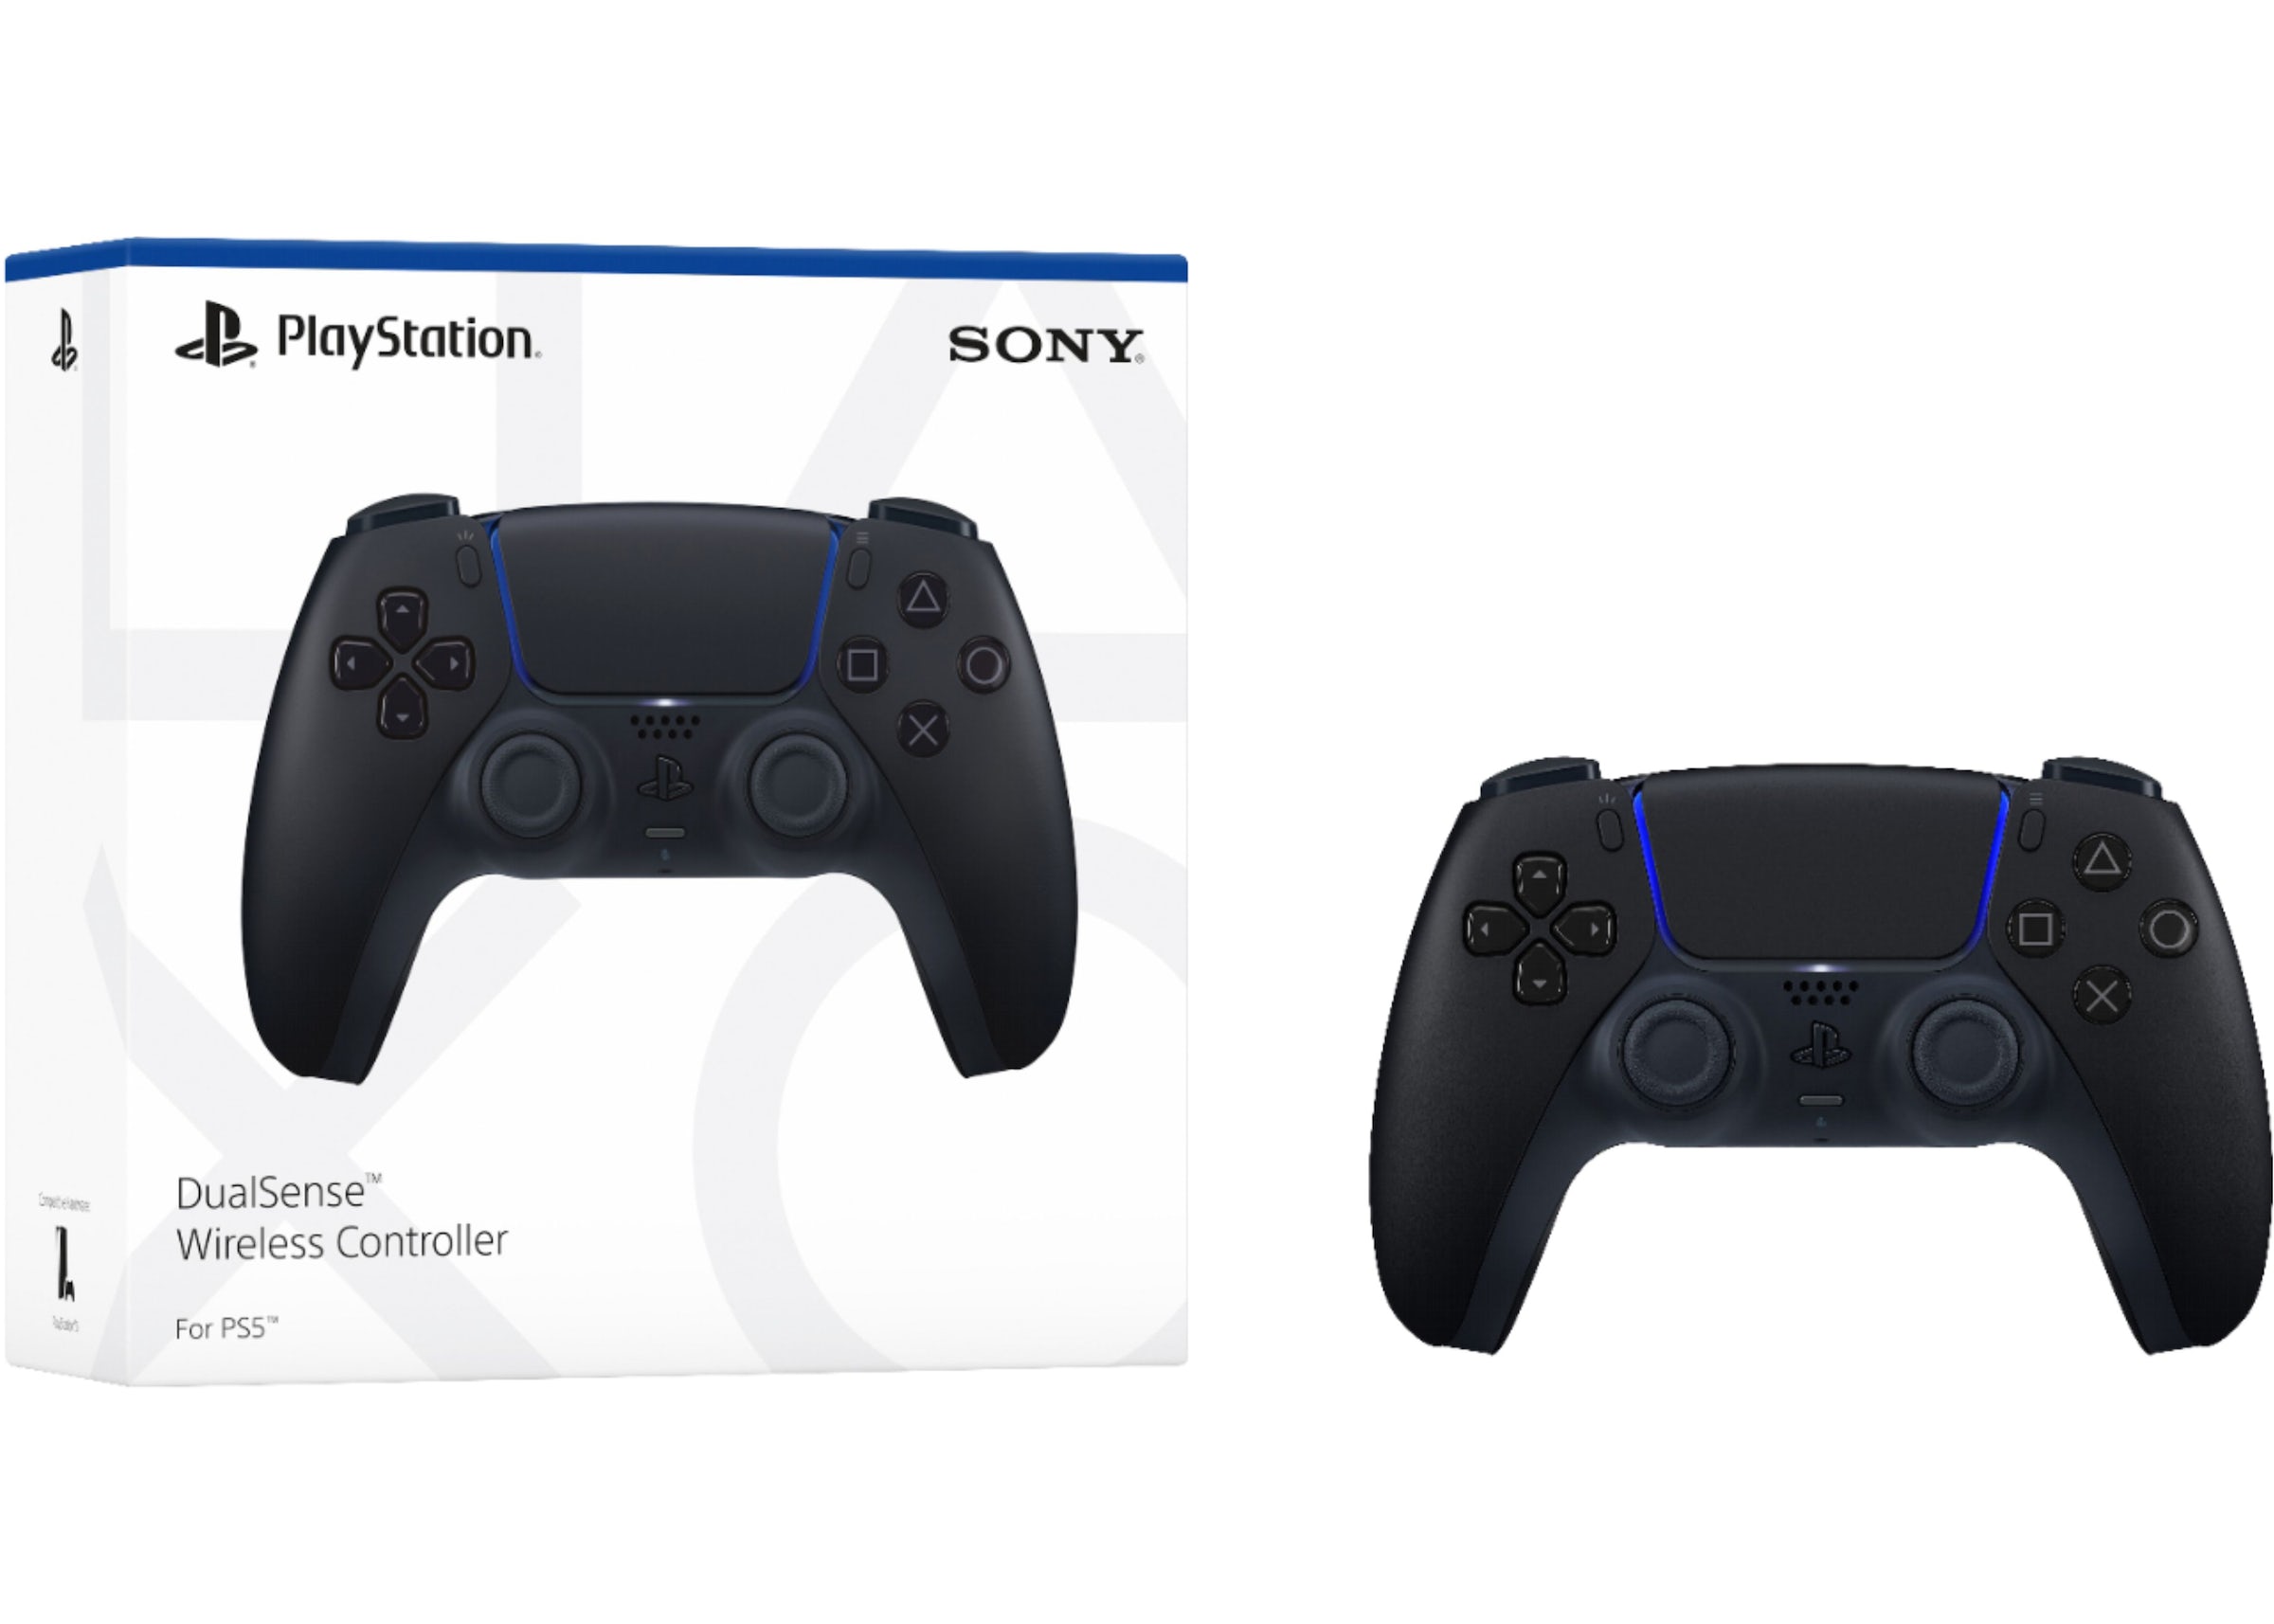 PlayStation®
SONY®
DualSense™
Wireless Controller
For PS5™